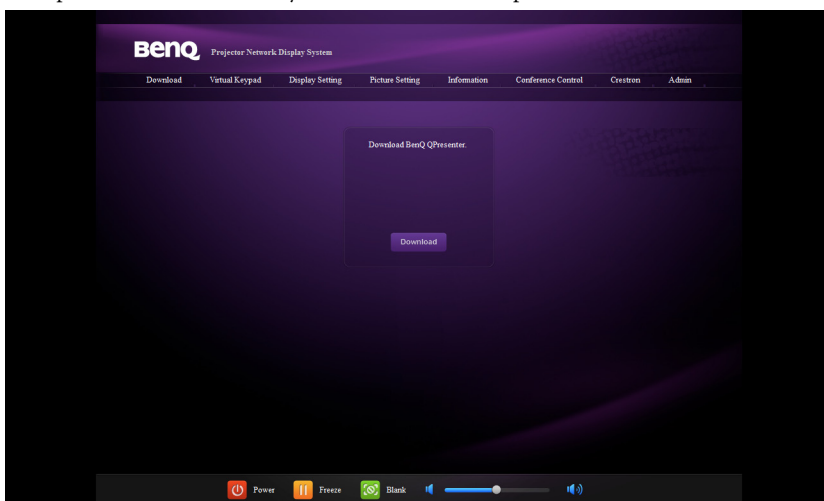 BenQ Projector Network Display System
Download Virtual Keypad Display Setting Picture Setting Information Conference Control Crestron Admin
Download BenQ QPresenter.
Download
Power Freeze Blank